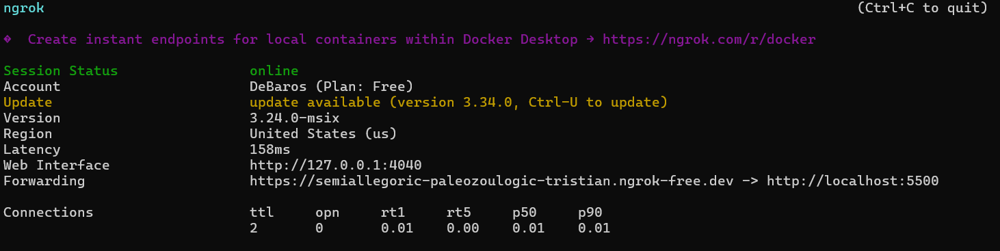 ngrok (Ctrl+C to quit)
� Create instant endpoints for local containers within Docker Desktop → https://ngrok.com/r/docker
Session Status online
Account DeBaros (Plan: Free)
Update update available (version 3.34.0, Ctrl-U to update)
Version 3.24.0-msix
Region United States (us)
Latency 158ms
Web Interface http://127.0.0.1:4040
Forwarding https://semiallegoric-paleozoulogic-tristian.ngrok-free.dev -> http://localhost:5500
Connections ttl opn rt1 rt5 p50 p90
2 0 0.01 0.00 0.01 0.01